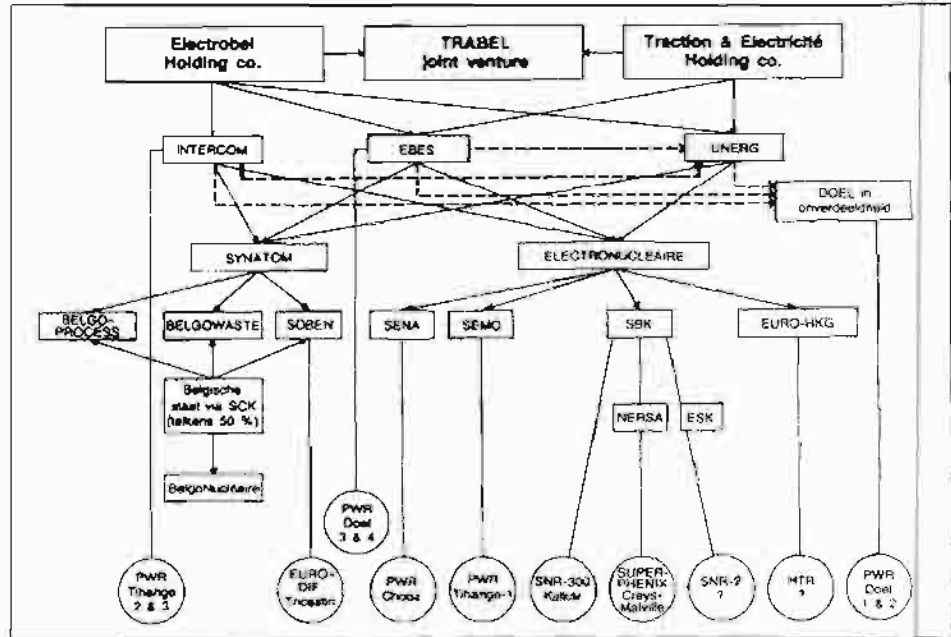 Electrobel
Holding co.
TRABEL
joint venture
Traction & Electricité
Holding co.
INTERCOM
EBES
UNERG
DOEL in
onverdeeldheid
SYNATOM
ELECTRONUCLEAIRE
BELGO-
PROCESS
BELGOWASTE
SOBEN
SENA
SEMO
SBK
EURO-HKG
Belgische
staat via SCK
(telkens 50 %)
NERSA
ESK
BelgoNucléaire
PWR
Doel
3 & 4
PWR
Tihange
2 & 3
EURO-
DIF
Tricastin
PWR
Chooz
PWR
Tihange-1
SNR-300
Kalkar
SUPER-
PHENIX
Creys-
Malville
SNR-2
?
HTR
?
PWR
Doel
1 & 2